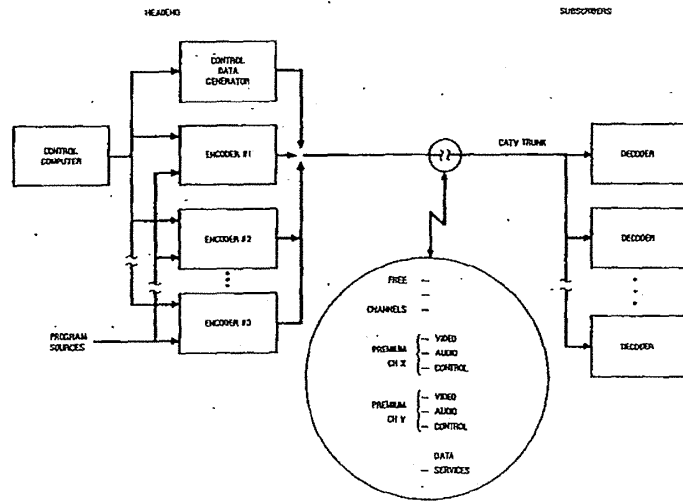 HEADEND
SUBSCRIBERS
CONTROL
DATA
GENERATOR
CONTROL
COMPUTER
ENCODER #1
CATV TRUNK
DECODER
ENCODER #2
DECODER
ENCODER #3
DECODER
PROGRAM
SOURCES
FREE
CHANNELS
PREMIUM
CH X
VIDEO
AUDIO
CONTROL
PREMIUM
CH Y
VIDEO
AUDIO
CONTROL
DATA
SERVICES